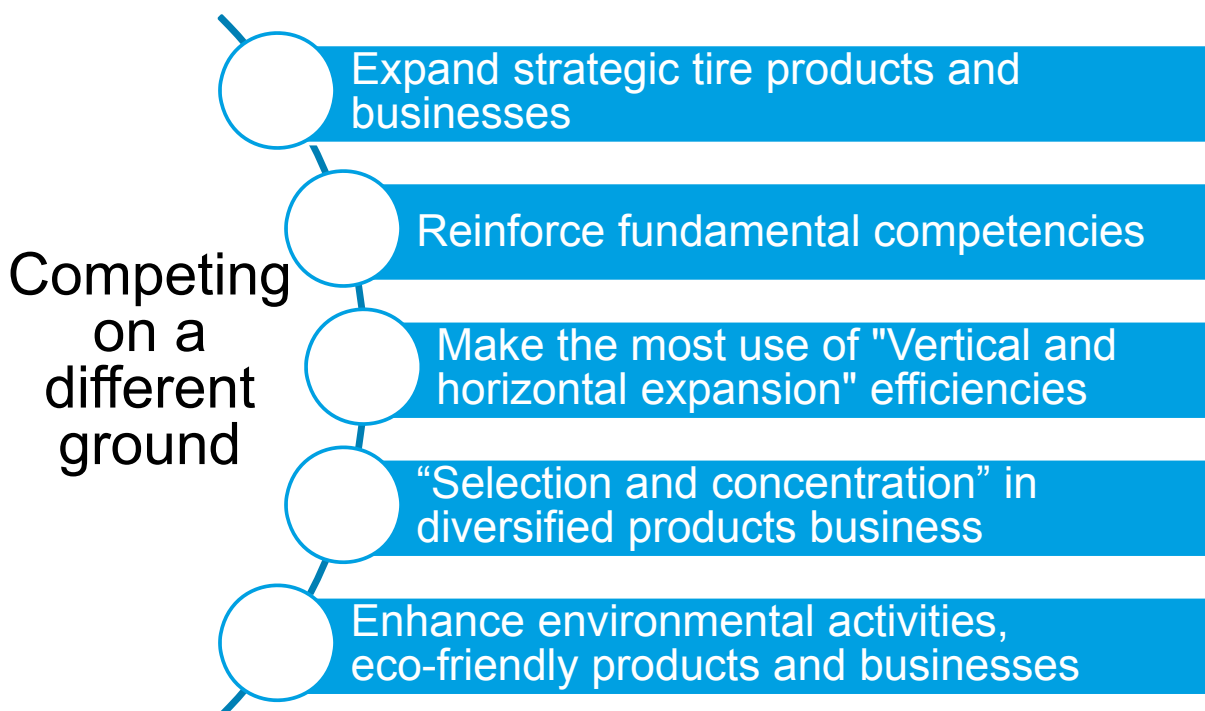 Competing
on a
different
ground
Expand strategic tire products and
businesses
Reinforce fundamental competencies
Make the most use of "Vertical and
horizontal expansion" efficiencies
“Selection and concentration” in
diversified products business
Enhance environmental activities,
eco-friendly products and businesses